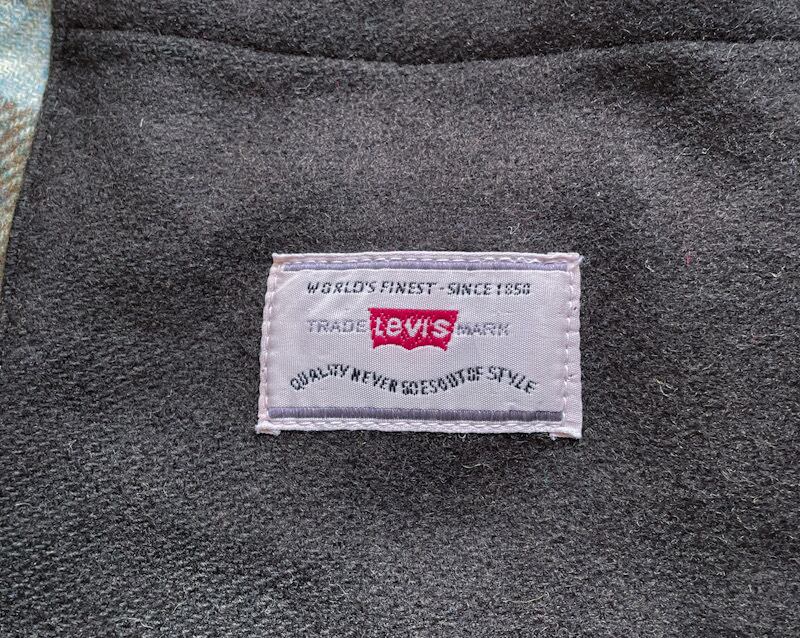 WORLD'S FINEST - SINCE 1850
TRADE Levi's MARK
QUALITY NEVER GOES OUT OF STYLE